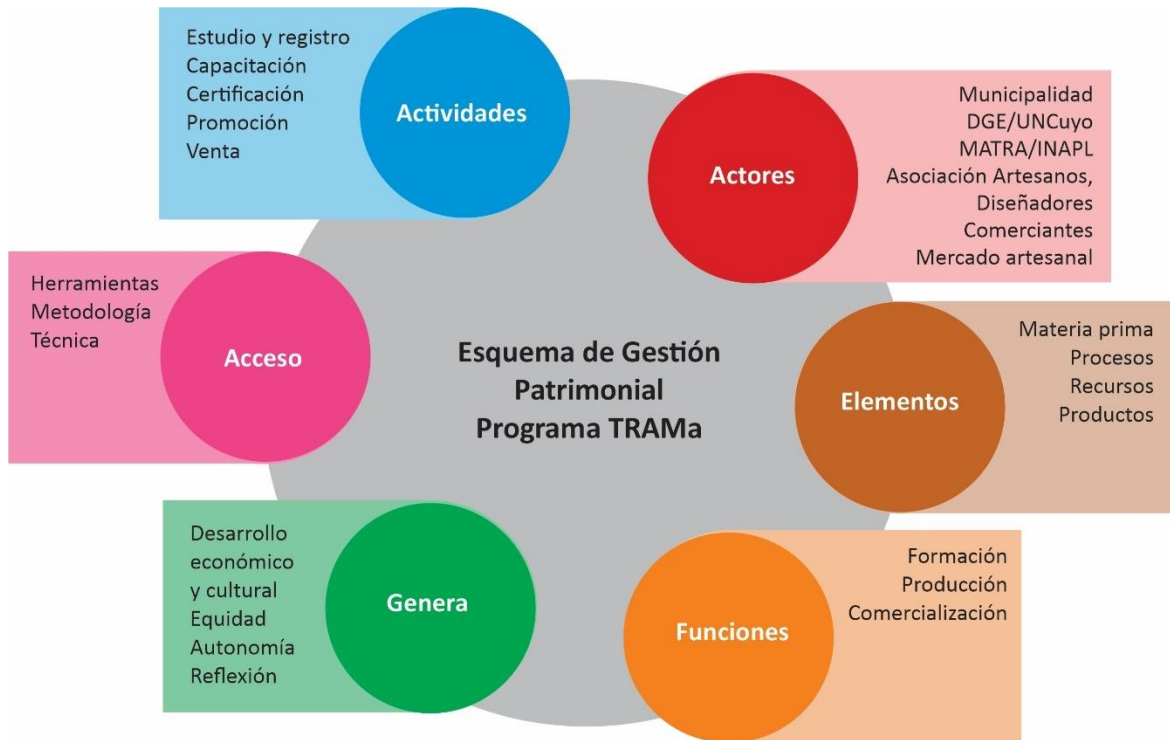 Estudio y registro
Capacitación
Certificación
Promoción
Venta
Actividades
Municipalidad
DGE/UNCuyo
MATRA/INAPL
Asociación Artesanos,
Diseñadores
Comerciantes
Mercado artesanal
Actores
Herramientas
Metodología
Técnica
Acceso
Esquema de Gestión
Patrimonial
Programa TRAMa
Materia prima
Procesos
Recursos
Productos
Elementos
Desarrollo
económico
y cultural
Equidad
Autonomía
Reflexión
Genera
Formación
Producción
Comercialización
Funciones